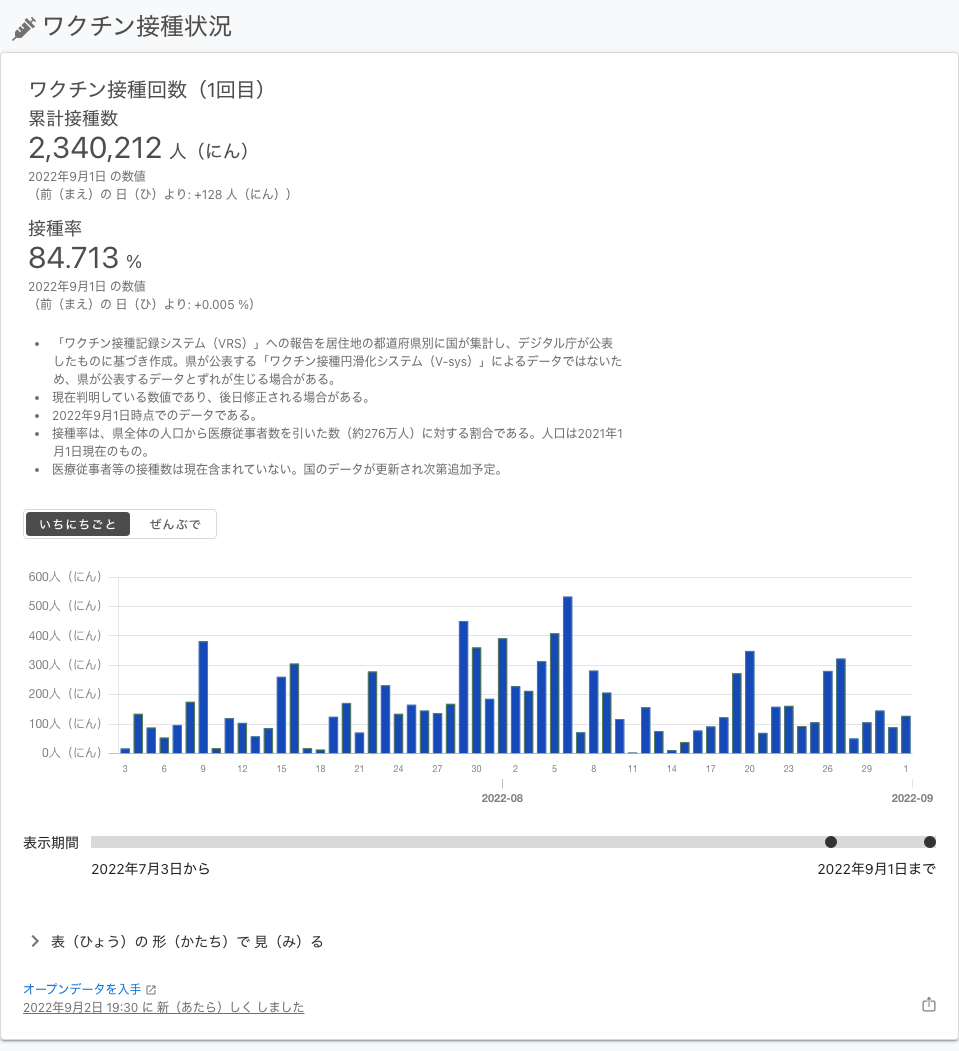 ワクチン接種状況
ワクチン接種回数（1回目）
累計接種数
2,340,212 人（にん）
2022年9月1日 の数値
（前（まえ）の 日（ひ）より: +128 人（にん））
接種率
84.713 %
2022年9月1日 の数値
（前（まえ）の 日（ひ）より: +0.005 %）
• 「ワクチン接種記録システム（VRS）」への報告を居住地の都道府県別に国が集計し、デジタル庁が公表
したものに基づき作成。県が公表する「ワクチン接種円滑化システム（V-sys）」によるデータではないた
め、県が公表するデータとずれが生じる場合がある。
• 現在判明している数値であり、後日修正される場合がある。
• 2022年9月1日時点でのデータである。
• 接種率は、県全体の人口から医療従事者数を引いた数（約276万人）に対する割合である。人口は2021年1
月1日現在のもの。
• 医療従事者等の接種数は現在含まれていない。国のデータが更新され次第追加予定。
いちにちごと ぜんぶで
600人（にん）
500人（にん）
400人（にん）
300人（にん）
200人（にん）
100人（にん）
0人（にん）
3 6 9 12 15 18 21 24 27 30 2 5 8 11 14 17 20 23 26 29 1
2022-08 2022-09
表示期間
2022年7月3日から 2022年9月1日まで
表（ひょう）の 形（かたち）で 見（み）る
オープンデータを入手
2022年9月2日 19:30 に 新（あたら）しく しました